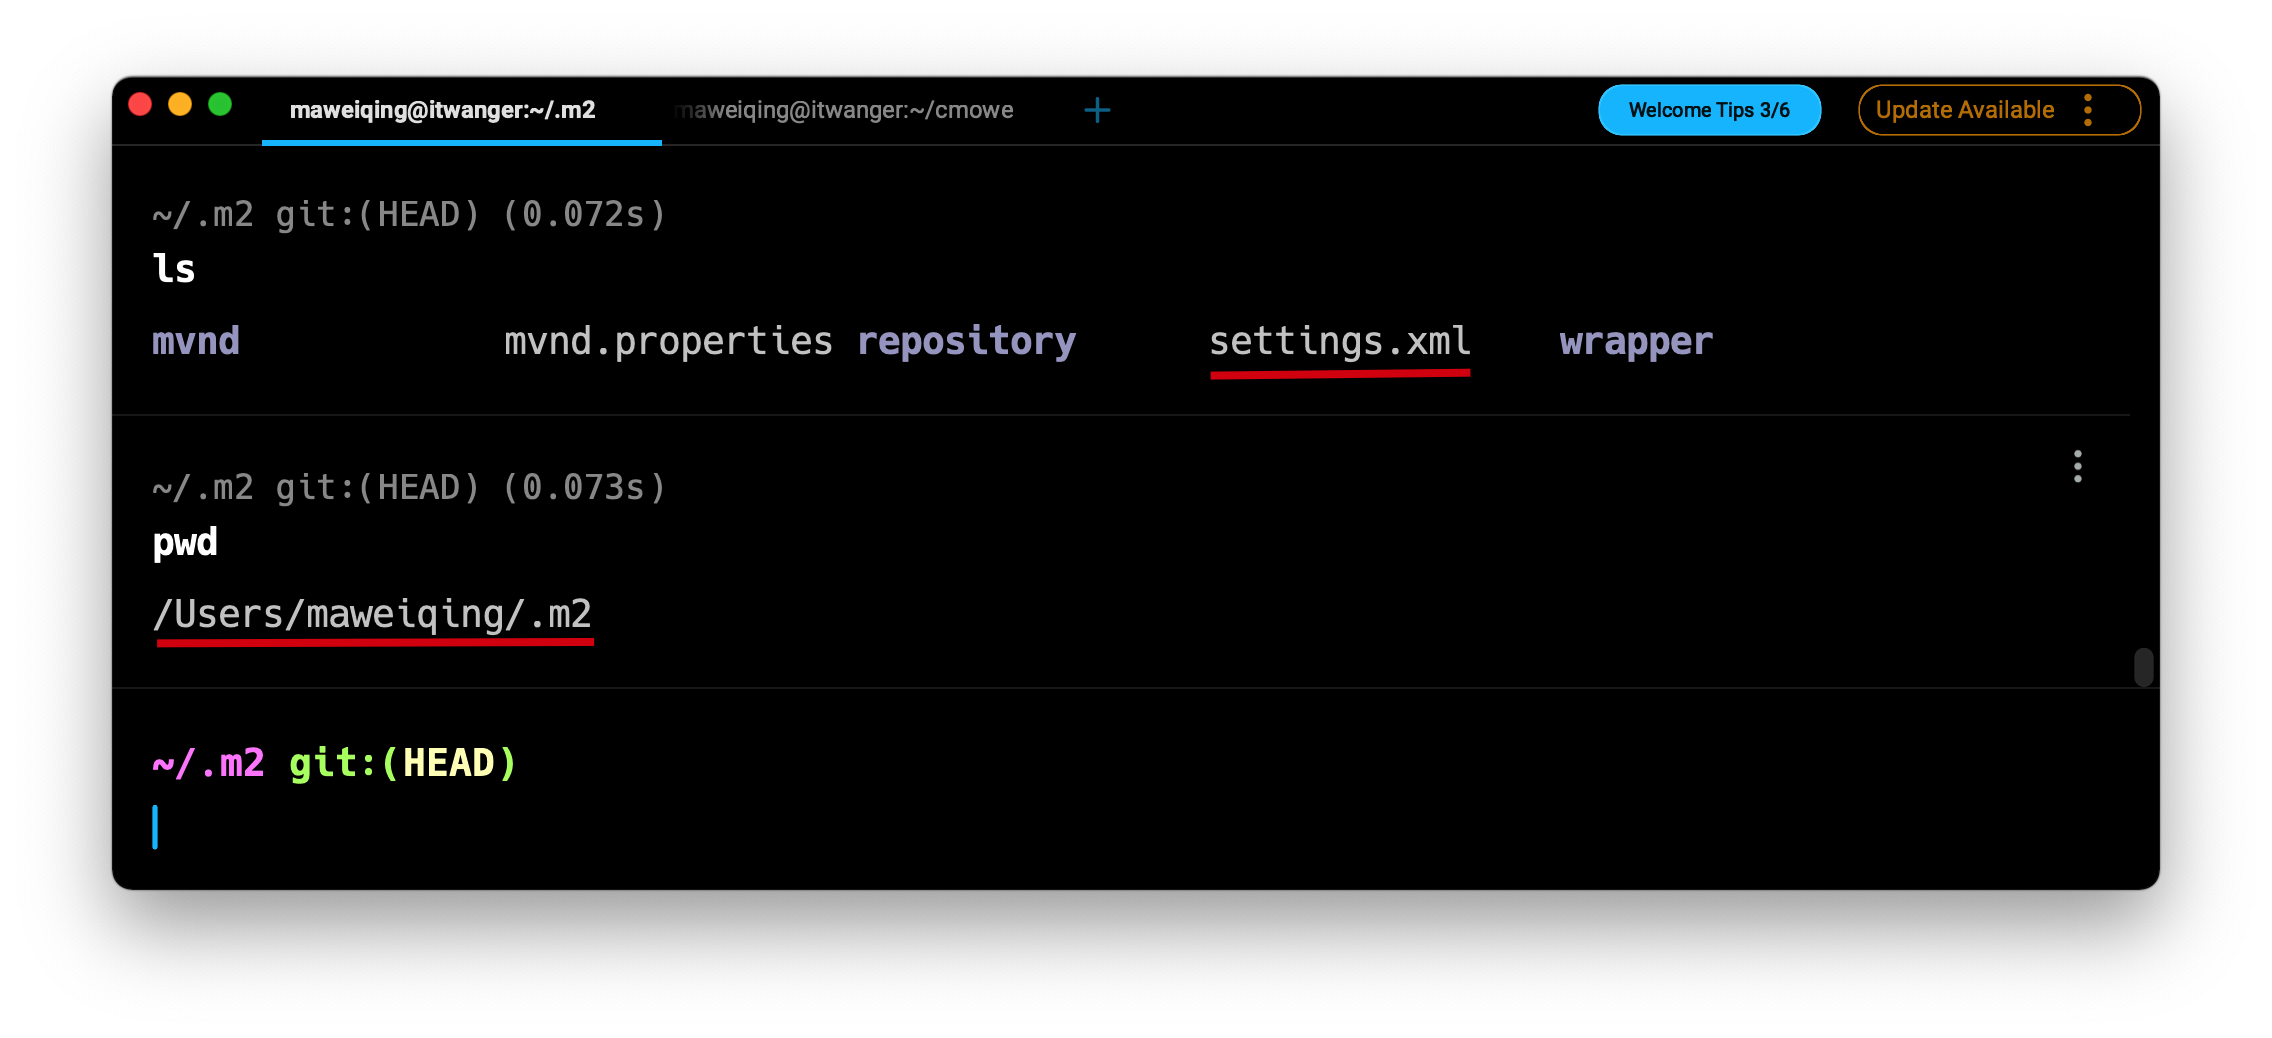 maweiqing@itwanger:~/.m2 maweiqing@itwanger:~/cmowe + Welcome Tips 3/6 Update Available
~/.m2 git:(HEAD) (0.072s)
ls
mvnd mvnd.properties repository settings.xml wrapper
~/.m2 git:(HEAD) (0.073s)
pwd
/Users/maweiqing/.m2
~/.m2 git:(HEAD)